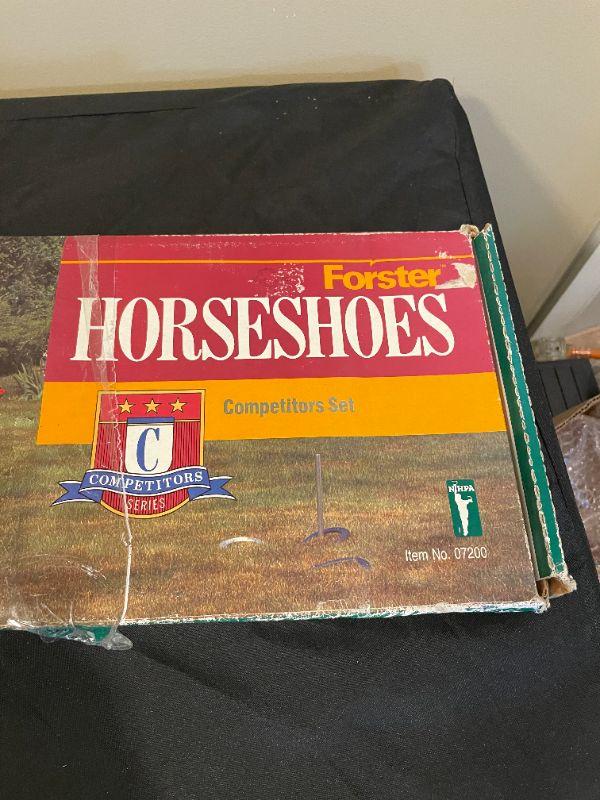 Forster
HORSESHOES
Competitors Set
C
COMPETITORS
SERIES
NHPA
Item No. 07200